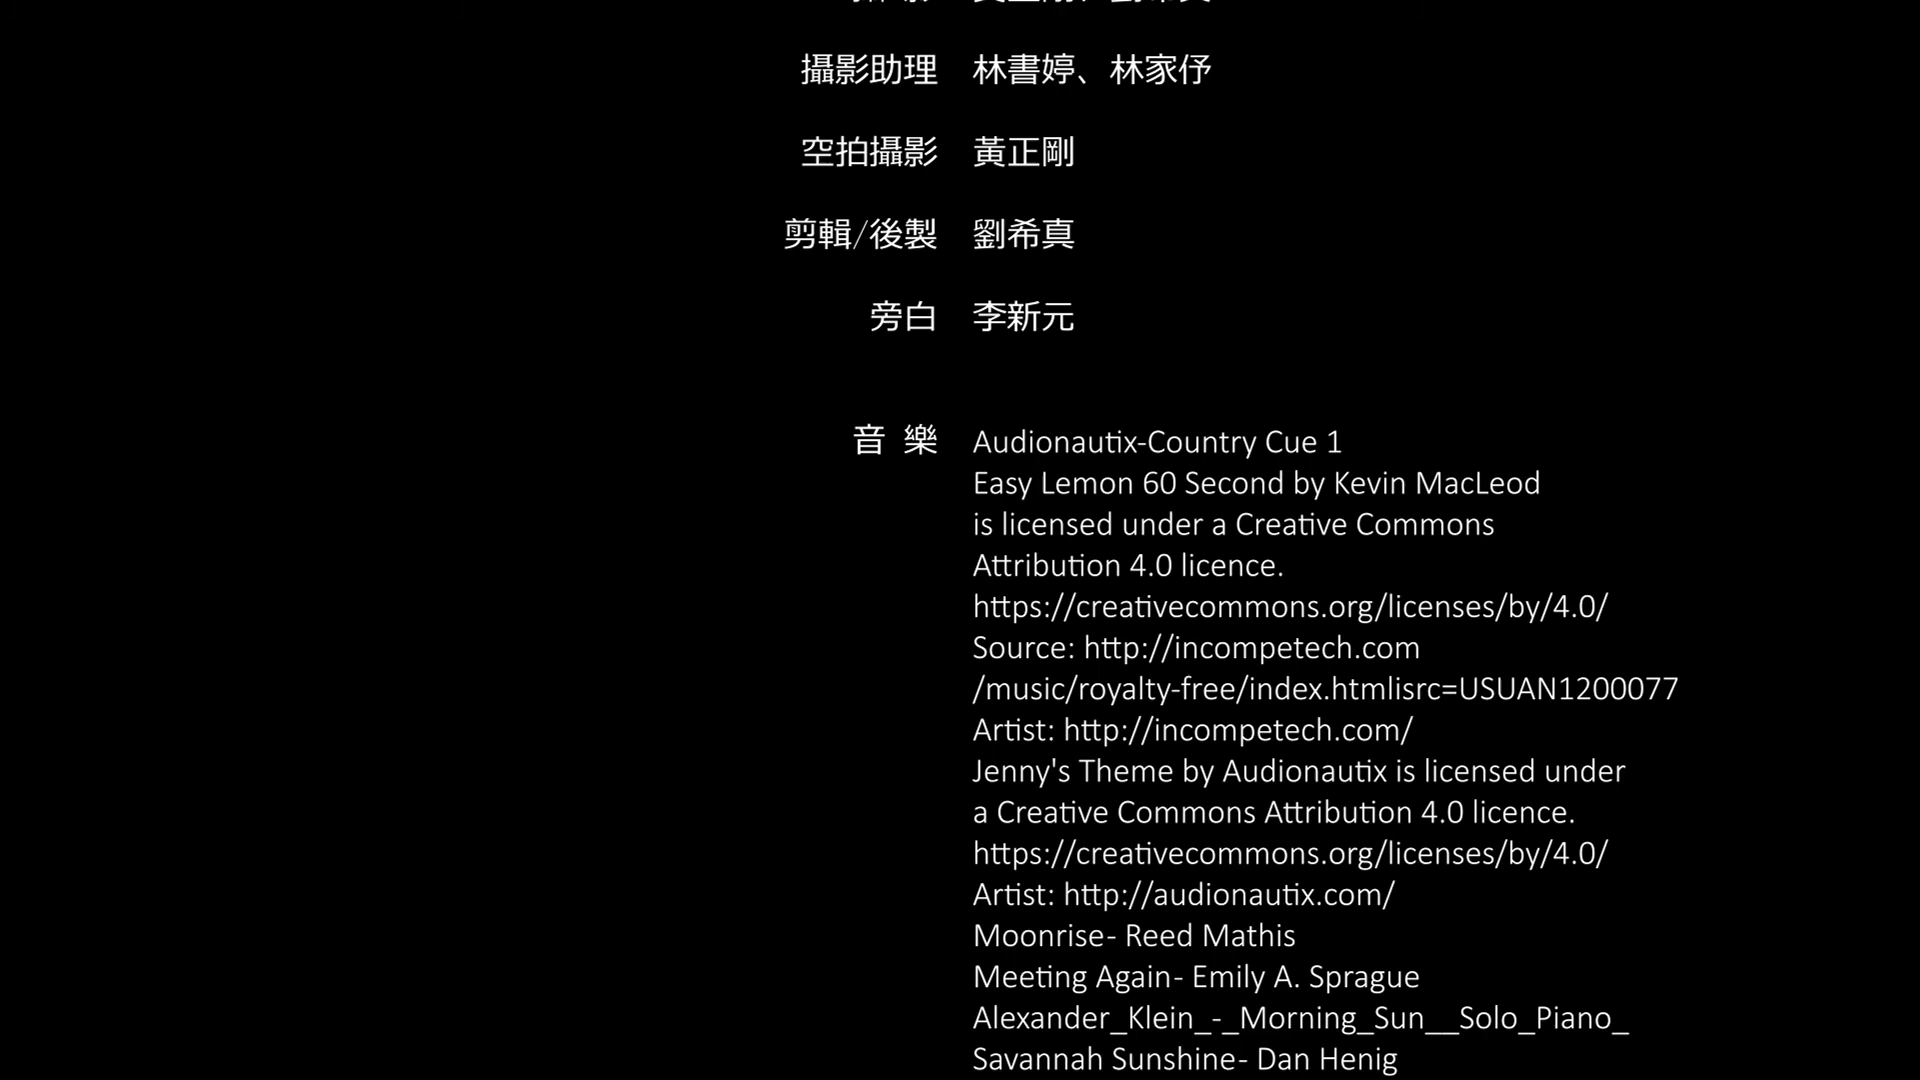 攝影助理 林書婷、林家伃
空拍攝影 黃正剛
剪輯/後製 劉希真
旁白 李新元
音 樂 Audionautix-Country Cue 1
Easy Lemon 60 Second by Kevin MacLeod
is licensed under a Creative Commons
Attribution 4.0 licence.
https://creativecommons.org/licenses/by/4.0/
Source: http://incompetech.com
/music/royalty-free/index.htmlisrc=USUAN1200077
Artist: http://incompetech.com/
Jenny's Theme by Audionautix is licensed under
a Creative Commons Attribution 4.0 licence.
https://creativecommons.org/licenses/by/4.0/
Artist: http://audionautix.com/
Moonrise- Reed Mathis
Meeting Again- Emily A. Sprague
Alexander_Klein_-_Morning_Sun__Solo_Piano_
Savannah Sunshine- Dan Henig